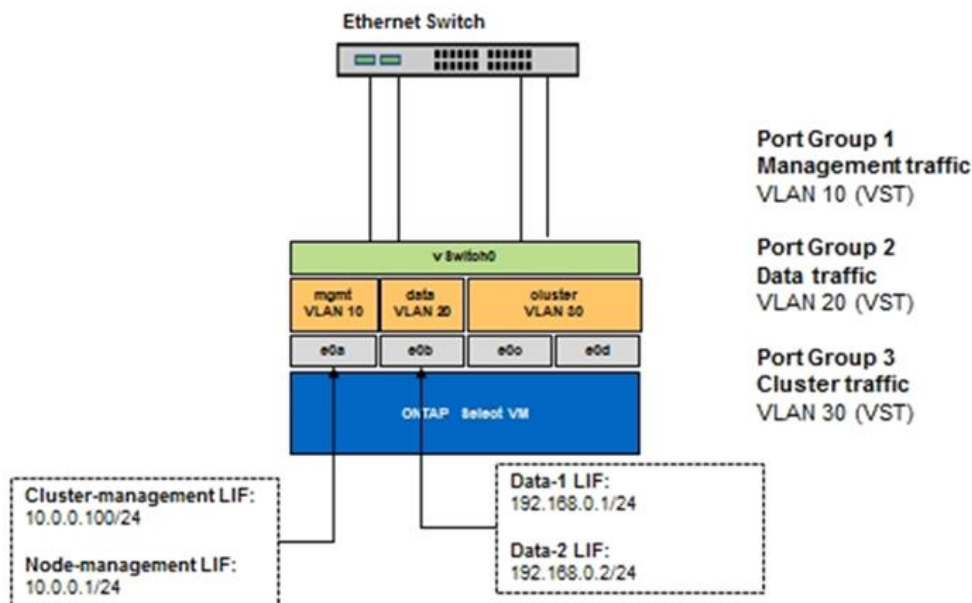 Ethernet Switch
Port Group 1
Management traffic
VLAN 10 (VST)
Port Group 2
Data traffic
VLAN 20 (VST)
Port Group 3
Cluster traffic
VLAN 30 (VST)
vSwitch0
mgmt
VLAN 10
data
VLAN 20
cluster
VLAN 30
e0a
e0b
e0c
e0d
ONTAP Select VM
Cluster-management LIF:
10.0.0.100/24
Node-management LIF:
10.0.0.1/24
Data-1 LIF:
192.168.0.1/24
Data-2 LIF:
192.168.0.2/24